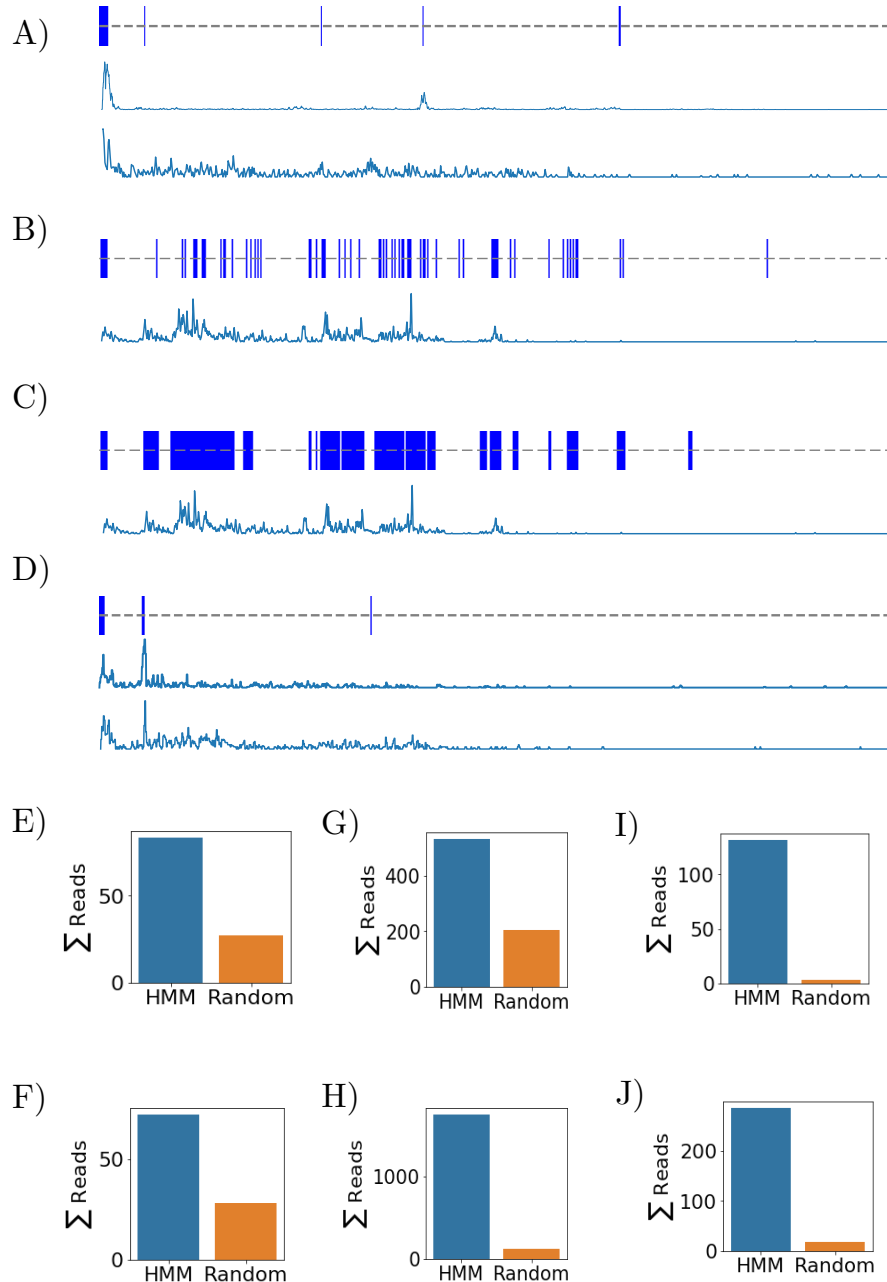 A)
B)
C)
D)
E)
G)
I)
∑ Reads
50
0
HMM Random
∑ Reads
400
200
0
HMM Random
∑ Reads
100
50
0
HMM Random
F)
H)
J)
∑ Reads
50
0
HMM Random
∑ Reads
1000
0
HMM Random
∑ Reads
200
100
0
HMM Random